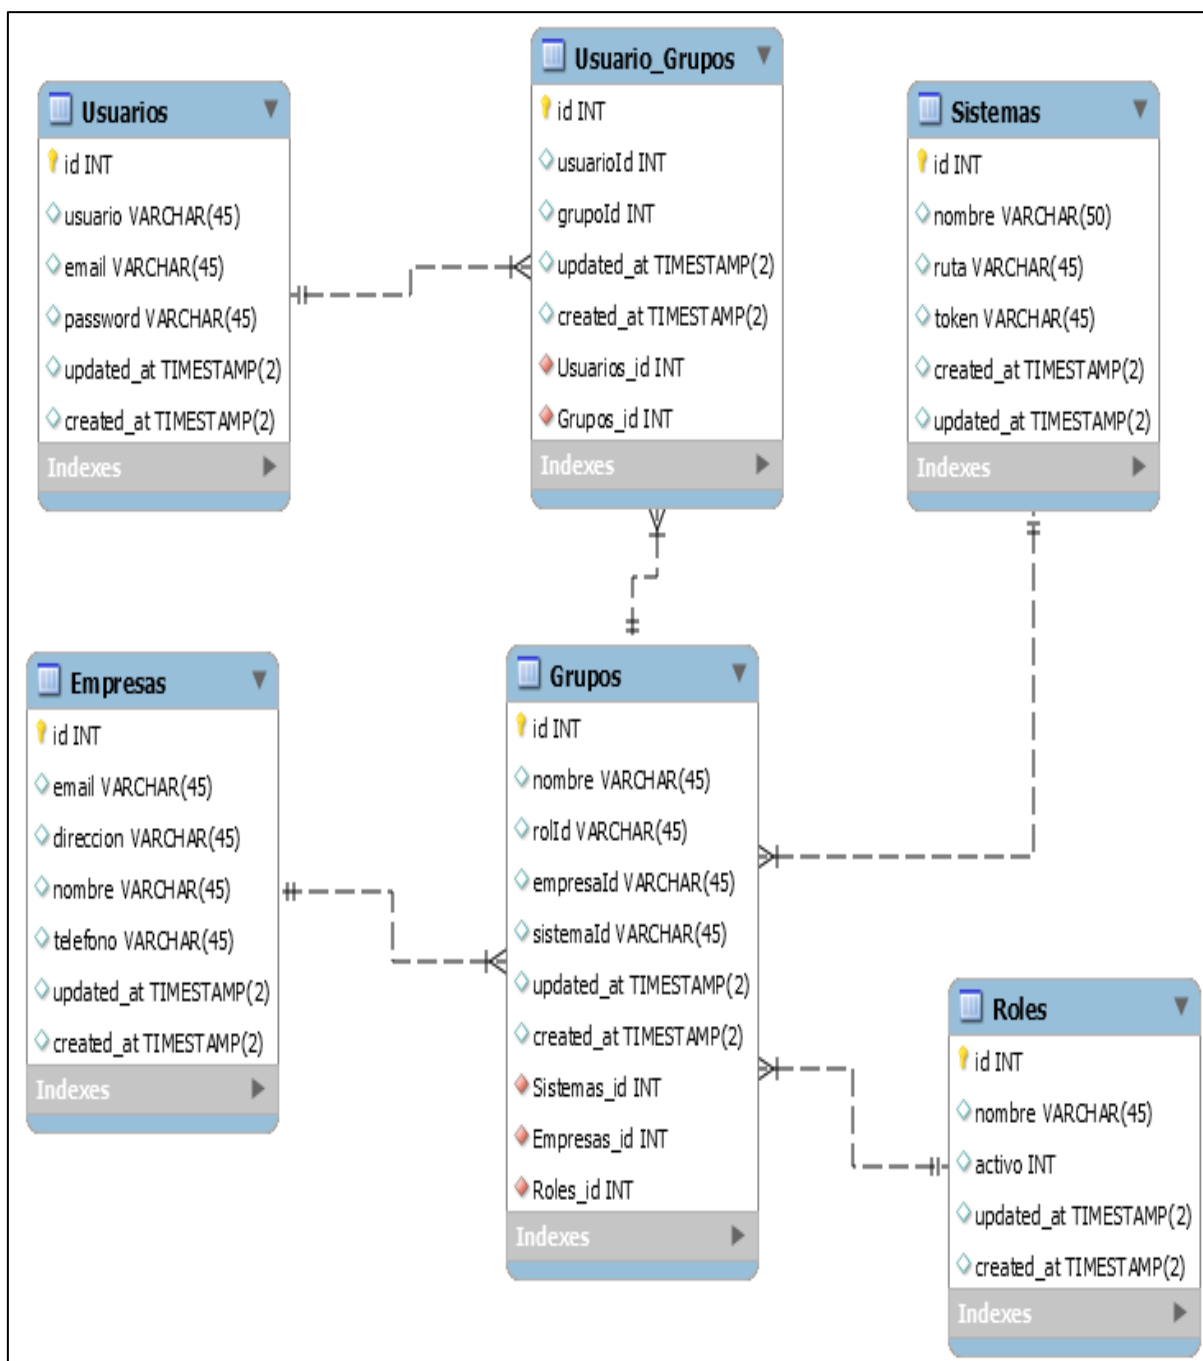 Usuarios
id INT
usuario VARCHAR(45)
email VARCHAR(45)
password VARCHAR(45)
updated_at TIMESTAMP(2)
created_at TIMESTAMP(2)
Indexes
Usuario_Grupos
id INT
usuarioId INT
grupoId INT
updated_at TIMESTAMP(2)
created_at TIMESTAMP(2)
Usuarios_id INT
Grupos_id INT
Indexes
Sistemas
id INT
nombre VARCHAR(50)
ruta VARCHAR(45)
token VARCHAR(45)
created_at TIMESTAMP(2)
updated_at TIMESTAMP(2)
Indexes
Empresas
id INT
email VARCHAR(45)
direccion VARCHAR(45)
nombre VARCHAR(45)
telefono VARCHAR(45)
updated_at TIMESTAMP(2)
created_at TIMESTAMP(2)
Indexes
Grupos
id INT
nombre VARCHAR(45)
rolId VARCHAR(45)
empresaId VARCHAR(45)
sistemaId VARCHAR(45)
updated_at TIMESTAMP(2)
created_at TIMESTAMP(2)
Sistemas_id INT
Empresas_id INT
Roles_id INT
Indexes
Roles
id INT
nombre VARCHAR(45)
activo INT
updated_at TIMESTAMP(2)
created_at TIMESTAMP(2)
Indexes